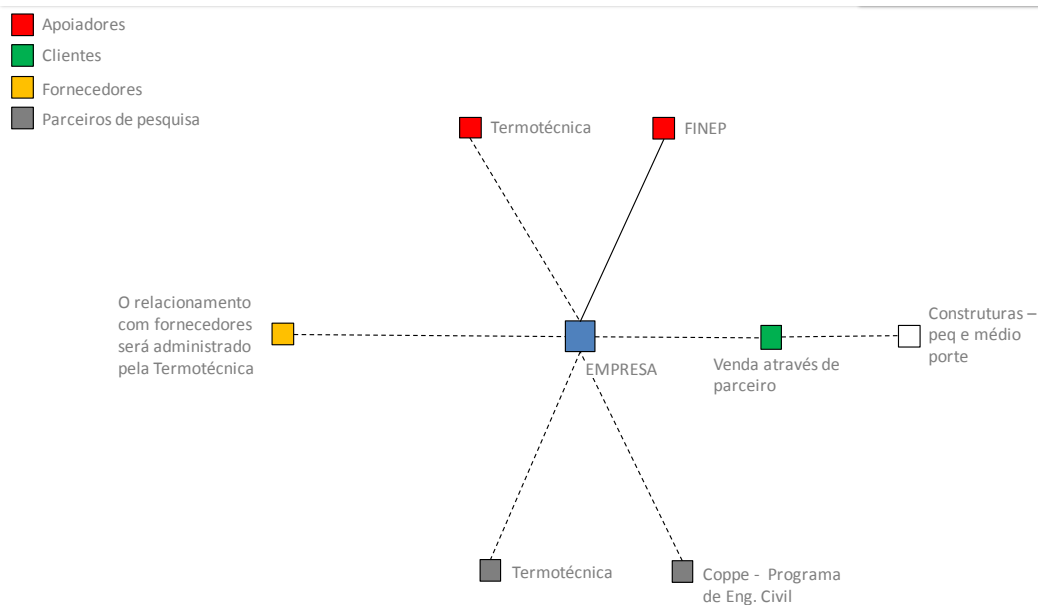 Apoiadores
Clientes
Fornecedores
Parceiros de pesquisa
Termotécnica
FINEP
O relacionamento
com fornecedores
será administrado
pela Termotécnica
EMPRESA
Venda através de
parceiro
Construturas –
peq e médio
porte
Termotécnica
Coppe - Programa
de Eng. Civil